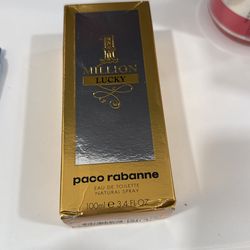 1
MILLION
LUCKY
paco rabanne
EAU DE TOILETTE
NATURAL SPRAY
100ml e 3.4 FL.OZ.